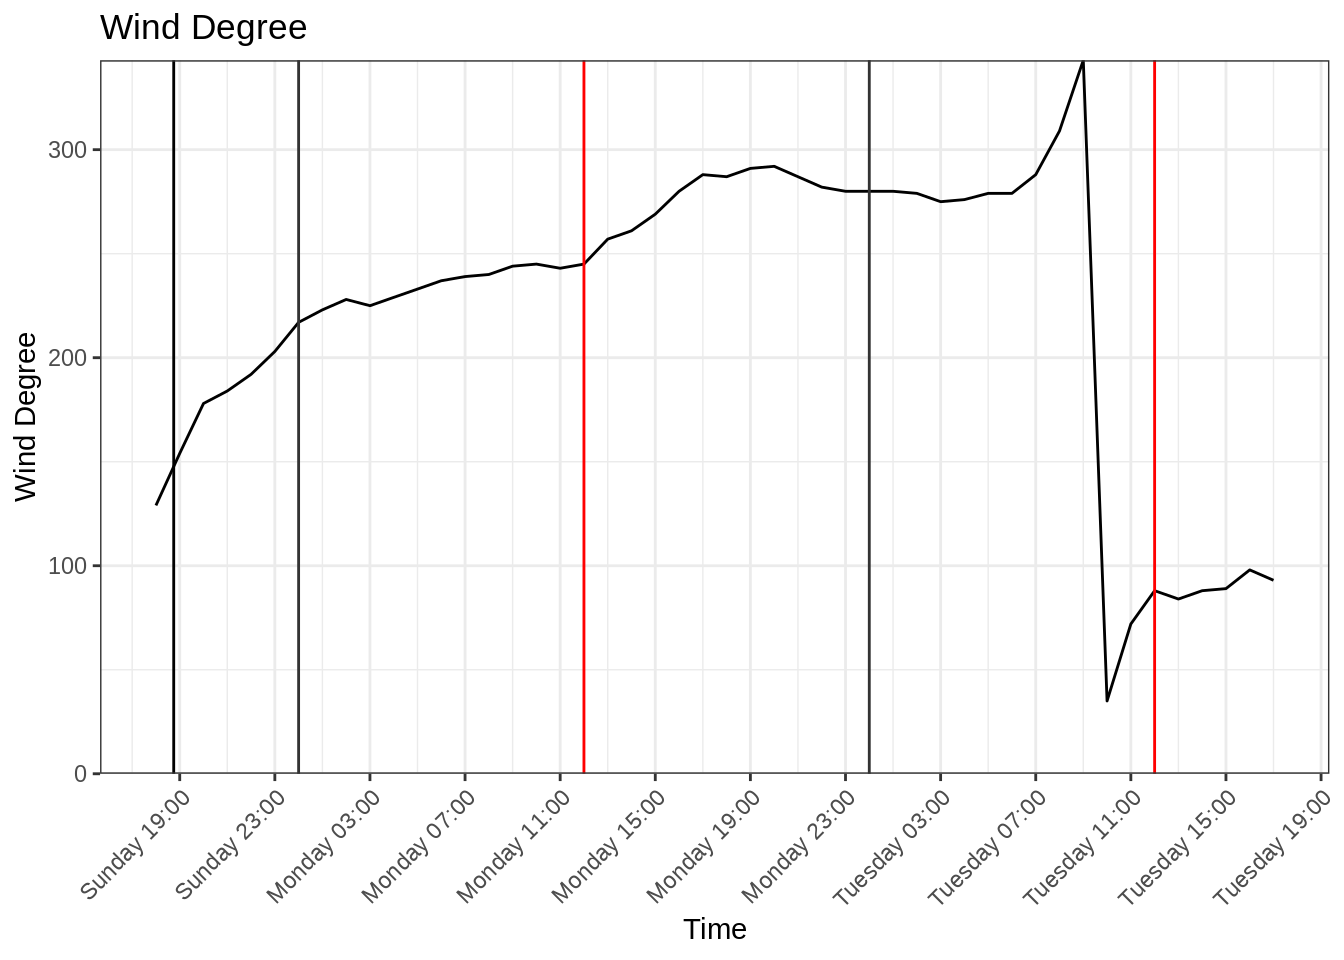 Wind Degree
Wind Degree
300
200
100
0
Sunday 19:00
Sunday 23:00
Monday 03:00
Monday 07:00
Monday 11:00
Monday 15:00
Monday 19:00
Monday 23:00
Tuesday 03:00
Tuesday 07:00
Tuesday 11:00
Tuesday 15:00
Tuesday 19:00
Time